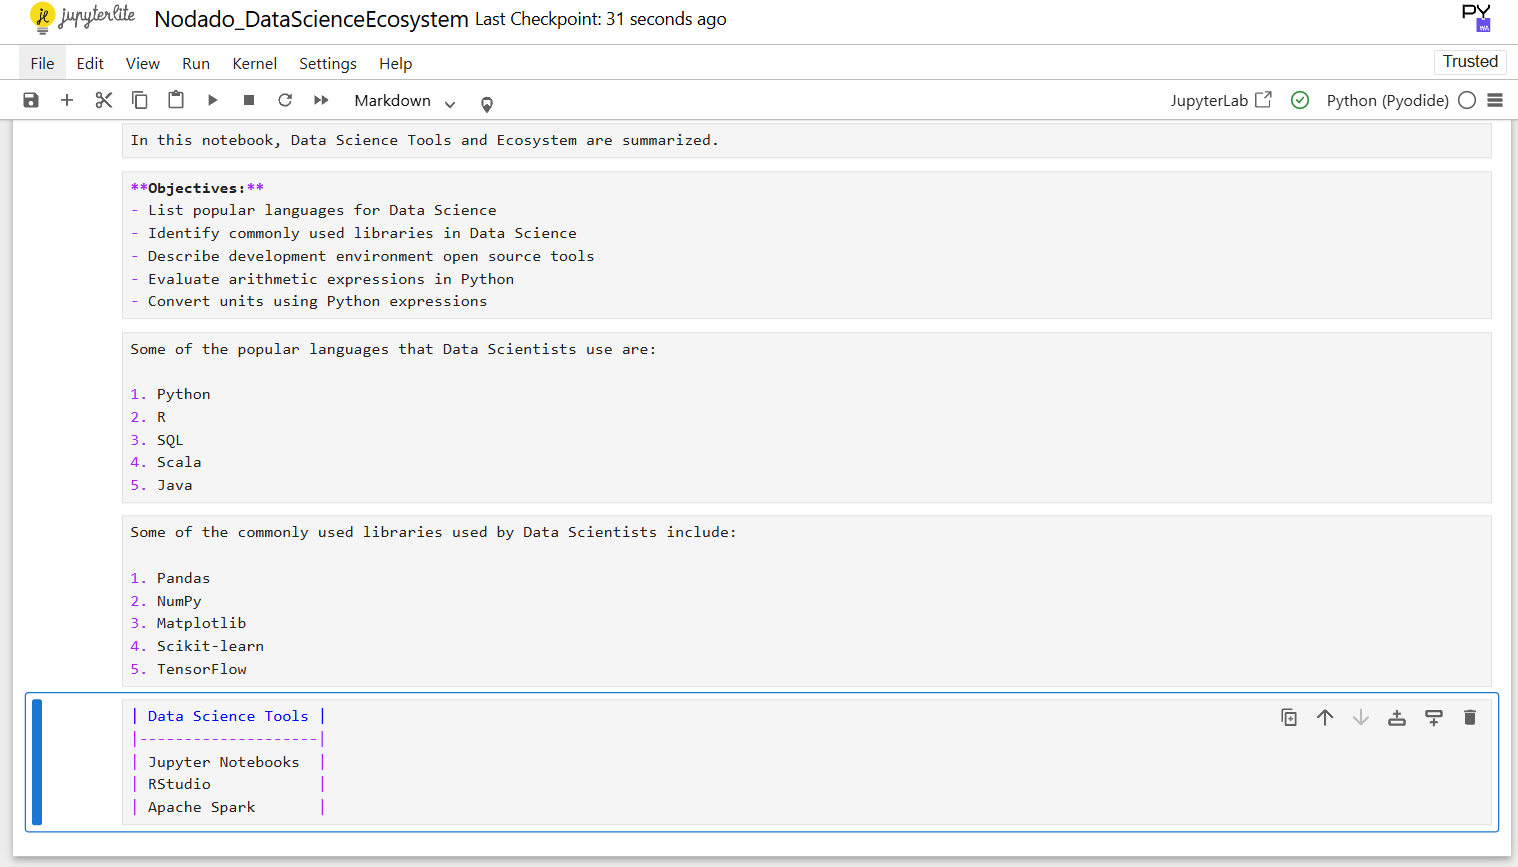 jupyterlite Nodado_DataScienceEcosystem Last Checkpoint: 31 seconds ago PY WA
File Edit View Run Kernel Settings Help Trusted
Markdown JupyterLab Python (Pyodide)
In this notebook, Data Science Tools and Ecosystem are summarized.
**Objectives:**
- List popular languages for Data Science
- Identify commonly used libraries in Data Science
- Describe development environment open source tools
- Evaluate arithmetic expressions in Python
- Convert units using Python expressions
Some of the popular languages that Data Scientists use are:
1. Python
2. R
3. SQL
4. Scala
5. Java
Some of the commonly used libraries used by Data Scientists include:
1. Pandas
2. NumPy
3. Matplotlib
4. Scikit-learn
5. TensorFlow
| Data Science Tools |
|--------------------|
| Jupyter Notebooks  |
| RStudio            |
| Apache Spark       |